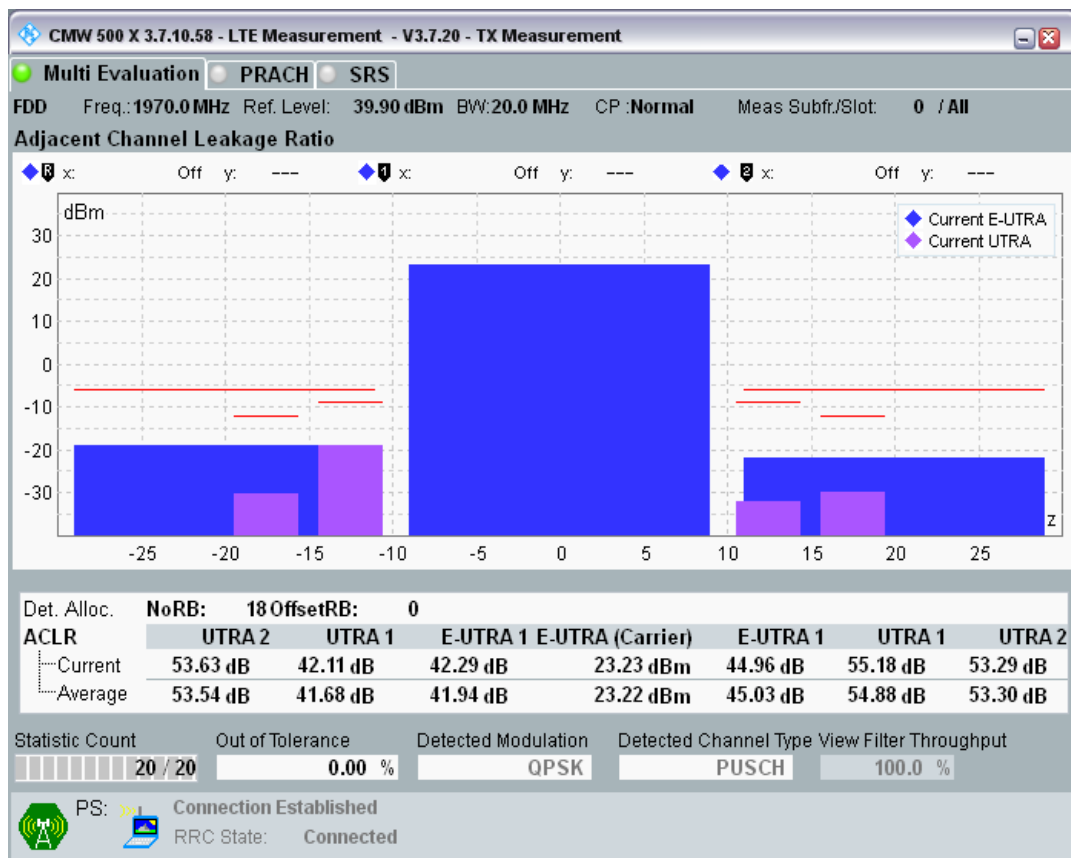 CMW 500 X 3.7.10.58 - LTE Measurement - V3.7.20 - TX Measurement
Multi Evaluation PRACH SRS
FDD Freq.:1970.0 MHz Ref. Level: 39.90 dBm BW:20.0 MHz CP :Normal Meas Subfr./Slot: 0 / All
Adjacent Channel Leakage Ratio
R x: Off y: --- 1 x: Off y: --- 2 x: Off y: ---
dBm
Current E-UTRA
Current UTRA
30
20
10
0
-10
-20
-30
z
-25 -20 -15 -10 -5 0 5 10 15 20 25
Det. Alloc. NoRB: 18 OffsetRB: 0
ACLR UTRA 2 UTRA 1 E-UTRA 1 E-UTRA (Carrier) E-UTRA 1 UTRA 1 UTRA 2
Current 53.63 dB 42.11 dB 42.29 dB 23.23 dBm 44.96 dB 55.18 dB 53.29 dB
Average 53.54 dB 41.68 dB 41.94 dB 23.22 dBm 45.03 dB 54.88 dB 53.30 dB
Statistic Count Out of Tolerance Detected Modulation Detected Channel Type View Filter Throughput
20 / 20 0.00 % QPSK PUSCH 100.0 %
PS: Connection Established
RRC State: Connected